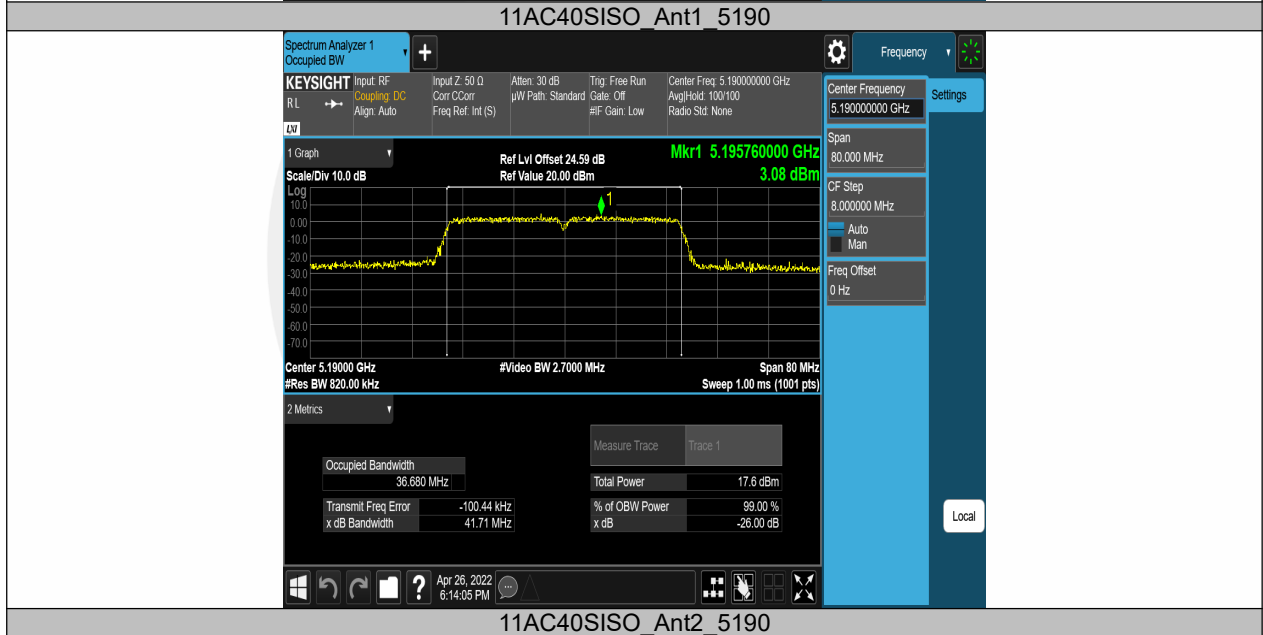 11AC40SISO_Ant1_5190
Spectrum Analyzer 1
Occupied BW
+
Frequency
KEYSIGHT
RL
LXI
Input: RF
Coupling: DC
Align: Auto
Input Z: 50 Ω
Corr CCorr
Freq Ref: Int (S)
Atten: 30 dB
µW Path: Standard
Trig: Free Run
Gate: Off
#IF Gain: Low
Center Freq: 5.190000000 GHz
Avg|Hold: 100/100
Radio Std: None
Center Frequency
5.190000000 GHz
Settings
Span
80.000 MHz
CF Step
8.000000 MHz
Auto
Man
Freq Offset
0 Hz
1 Graph
Ref Lvl Offset 24.59 dB
Mkr1 5.195760000 GHz
Scale/Div 10.0 dB
Ref Value 20.00 dBm
3.08 dBm
Log
10.0
0.00
-10.0
-20.0
-30.0
-40.0
-50.0
-60.0
-70.0
1
Center 5.19000 GHz
#Video BW 2.7000 MHz
Span 80 MHz
#Res BW 820.00 kHz
Sweep 1.00 ms (1001 pts)
2 Metrics
Measure Trace
Trace 1
Occupied Bandwidth
36.680 MHz
Total Power
17.6 dBm
Transmit Freq Error
-100.44 kHz
% of OBW Power
99.00 %
x dB Bandwidth
41.71 MHz
x dB
-26.00 dB
Local
?
Apr 26, 2022
6:14:05 PM
11AC40SISO_Ant2_5190